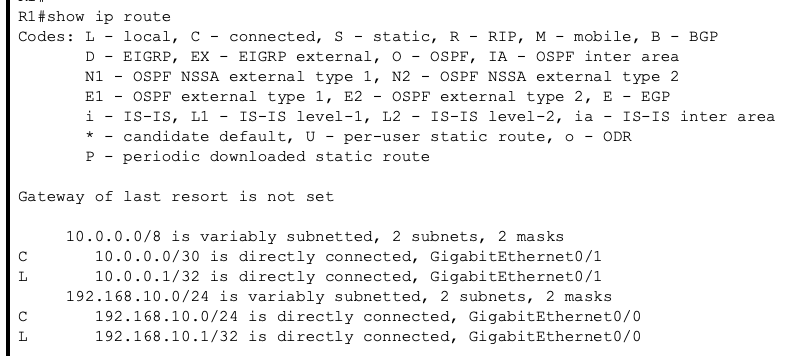 R1#show ip route
Codes: L - local, C - connected, S - static, R - RIP, M - mobile, B - BGP
       D - EIGRP, EX - EIGRP external, O - OSPF, IA - OSPF inter area
       N1 - OSPF NSSA external type 1, N2 - OSPF NSSA external type 2
       E1 - OSPF external type 1, E2 - OSPF external type 2, E - EGP
       i - IS-IS, L1 - IS-IS level-1, L2 - IS-IS level-2, ia - IS-IS inter area
       * - candidate default, U - per-user static route, o - ODR
       P - periodic downloaded static route

Gateway of last resort is not set

     10.0.0.0/8 is variably subnetted, 2 subnets, 2 masks
C       10.0.0.0/30 is directly connected, GigabitEthernet0/1
L       10.0.0.1/32 is directly connected, GigabitEthernet0/1
     192.168.10.0/24 is variably subnetted, 2 subnets, 2 masks
C       192.168.10.0/24 is directly connected, GigabitEthernet0/0
L       192.168.10.1/32 is directly connected, GigabitEthernet0/0